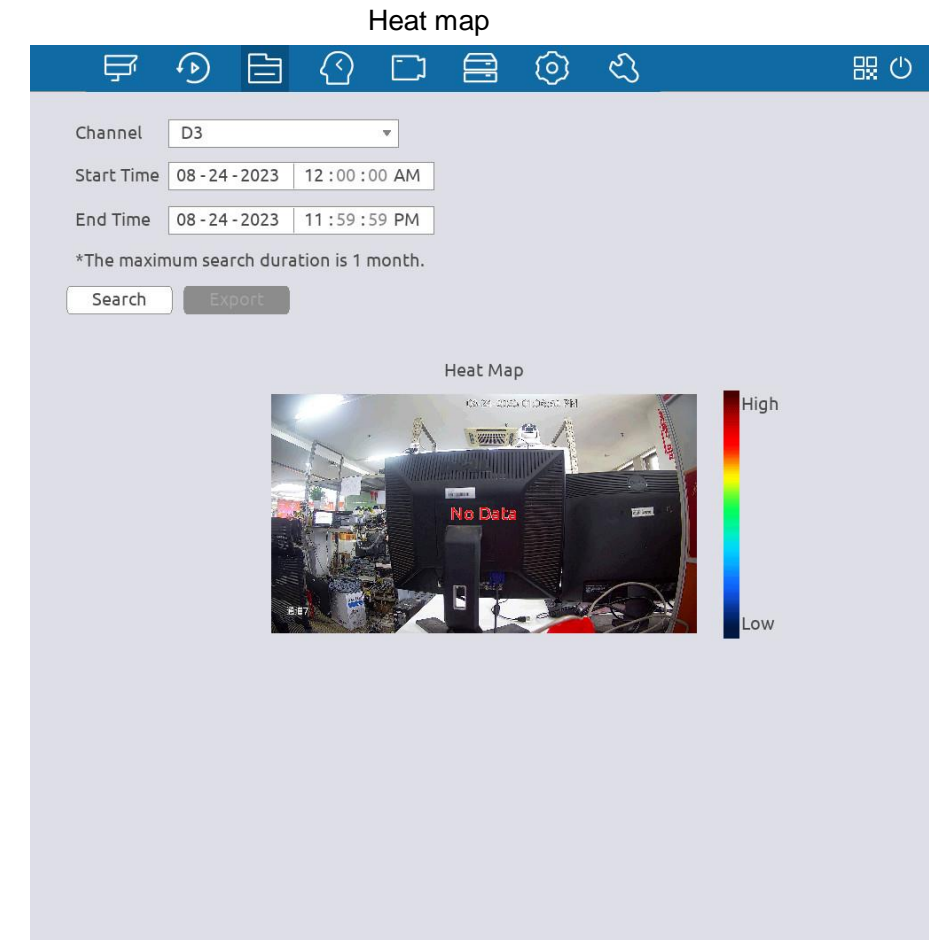 Heat map
Channel D3
Start Time 08 - 24 - 2023 12 : 00 : 00 AM
End Time 08 - 24 - 2023 11 : 59 : 59 PM
*The maximum search duration is 1 month.
Search Export
Heat Map
High
No Data
Low